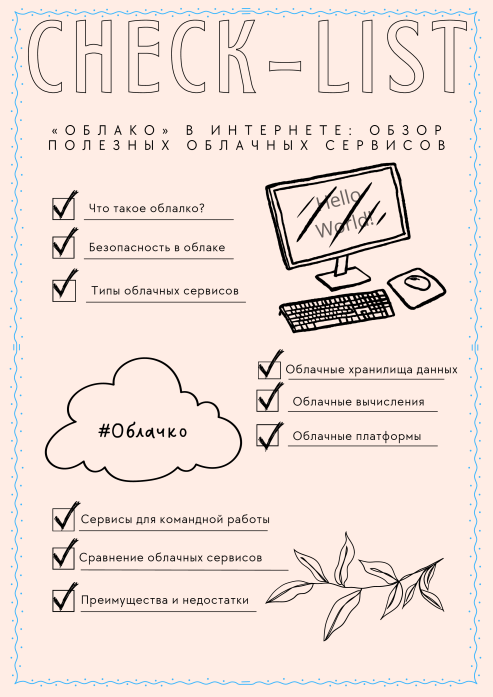 CHECK-LIST
«ОБЛАКО» В ИНТЕРНЕТЕ: ОБЗОР
ПОЛЕЗНЫХ ОБЛАЧНЫХ СЕРВИСОВ
Что такое облалко?
Безопасность в облаке
Типы облачных сервисов
Hello
World!
Облачные хранилища данных
Облачные вычисления
Облачные платформы
#Облачко
Сервисы для командной работы
Сравнение облачных сервисов
Преимущества и недостатки